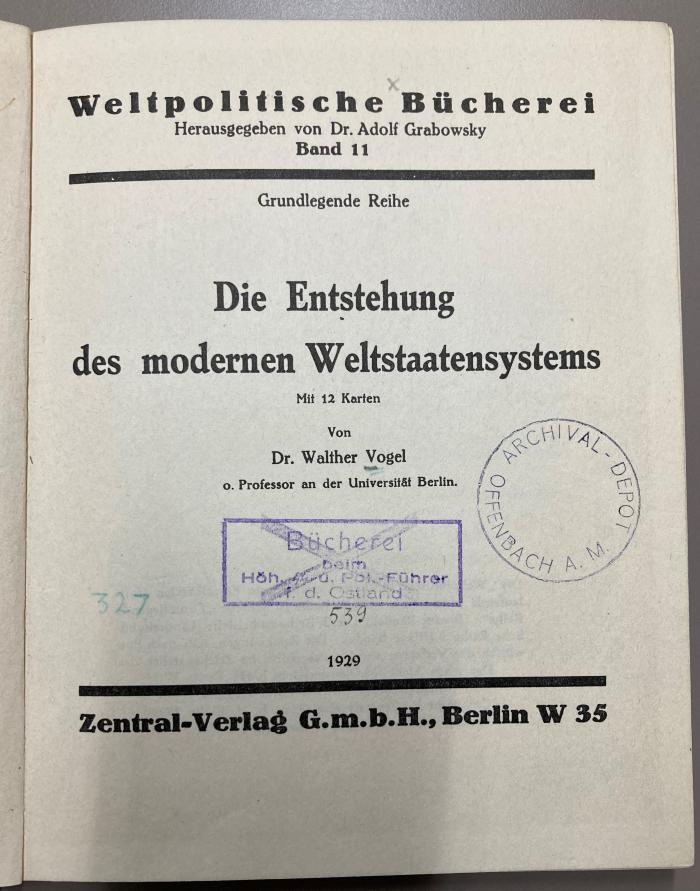 Weltpolitische Bücherei
Herausgegeben von Dr. Adolf Grabowsky
Band 11
Grundlegende Reihe
Die Entstehung
des modernen Weltstaatensystems
Mit 12 Karten
Von
Dr. Walther Vogel
o. Professor an der Universität Berlin.
ARCHIVAL-DEPOT
OFFENBACH A. M.
Bücherei
beim
Höh. u. d. Pol.-Führer
f. d. Ostland
539
327
1929
Zentral-Verlag G.m.b.H., Berlin W 35